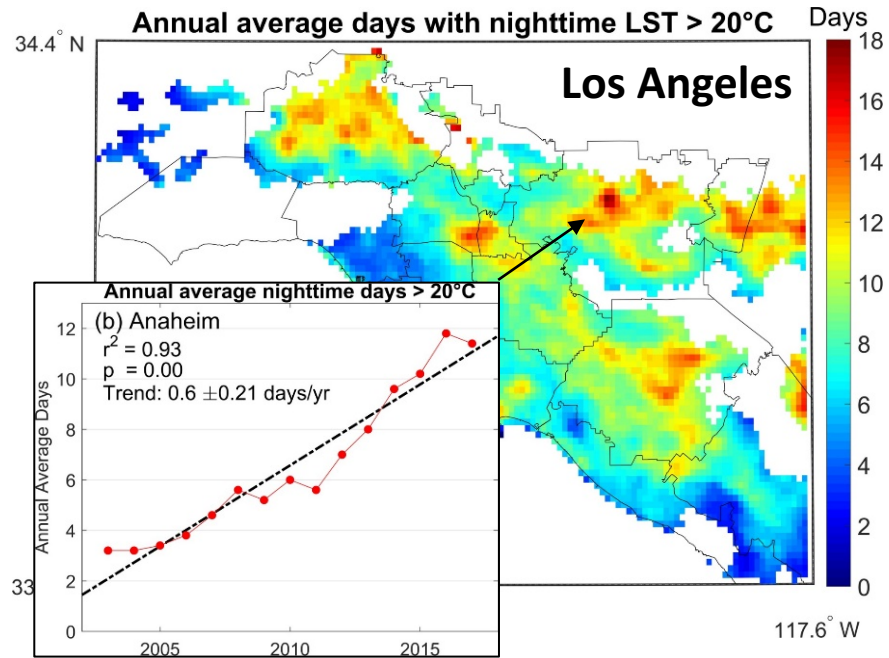 Annual average days with nighttime LST > 20°C
Days
34.4° N
Los Angeles
18
16
14
12
10
8
6
4
2
0
117.6° W
33
Annual average nighttime days > 20°C
(b) Anaheim
r² = 0.93
p = 0.00
Trend: 0.6 ±0.21 days/yr
Annual Average Days
12
10
8
6
4
2
0
2005
2010
2015